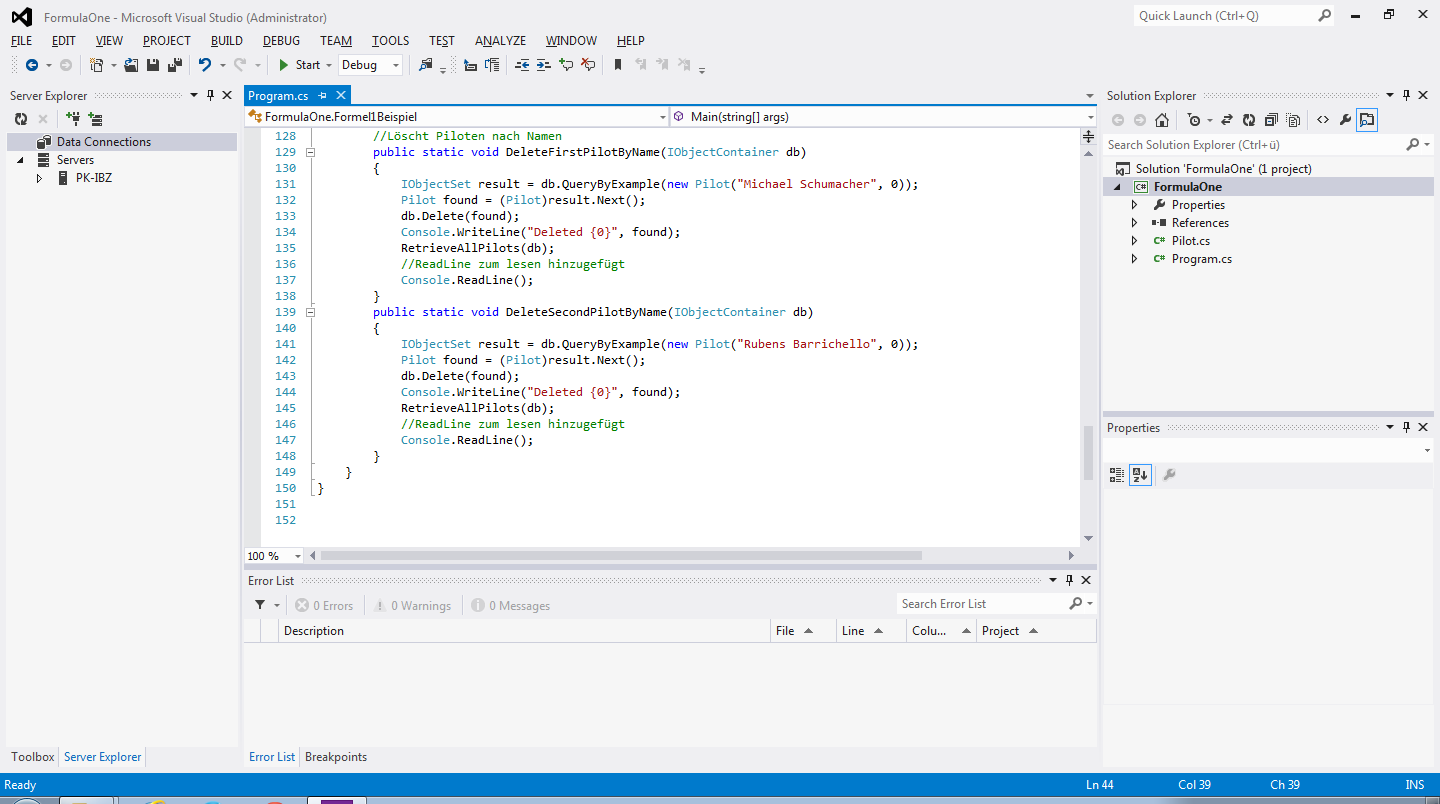 FormulaOne - Microsoft Visual Studio (Administrator)
Quick Launch (Ctrl+Q)
FILE EDIT VIEW PROJECT BUILD DEBUG TEAM TOOLS TEST ANALYZE WINDOW HELP
Start Debug
Server Explorer
Data Connections
Servers
PK-IBZ
Toolbox Server Explorer
Program.cs
FormulaOne.Formel1Beispiel Main(string[] args)
128 //Löscht Piloten nach Namen
129 public static void DeleteFirstPilotByName(IObjectContainer db)
130 {
131 IObjectSet result = db.QueryByExample(new Pilot("Michael Schumacher", 0));
132 Pilot found = (Pilot)result.Next();
133 db.Delete(found);
134 Console.WriteLine("Deleted {0}", found);
135 RetrieveAllPilots(db);
136 //ReadLine zum lesen hinzugefügt
137 Console.ReadLine();
138 }
139 public static void DeleteSecondPilotByName(IObjectContainer db)
140 {
141 IObjectSet result = db.QueryByExample(new Pilot("Rubens Barrichello", 0));
142 Pilot found = (Pilot)result.Next();
143 db.Delete(found);
144 Console.WriteLine("Deleted {0}", found);
145 RetrieveAllPilots(db);
146 //ReadLine zum lesen hinzugefügt
147 Console.ReadLine();
148 }
149 }
150 }
151
152
100 %
Error List
0 Errors 0 Warnings 0 Messages
Search Error List
Description File Line Colu... Project
Error List Breakpoints
Solution Explorer
Search Solution Explorer (Ctrl+ü)
Solution 'FormulaOne' (1 project)
C# FormulaOne
Properties
References
C# Pilot.cs
C# Program.cs
Properties
Ready Ln 44 Col 39 Ch 39 INS